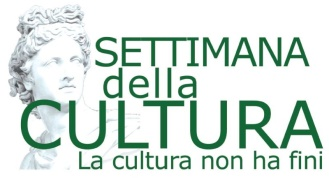 SETTIMANA
della
CULTURA
La cultura non ha fini